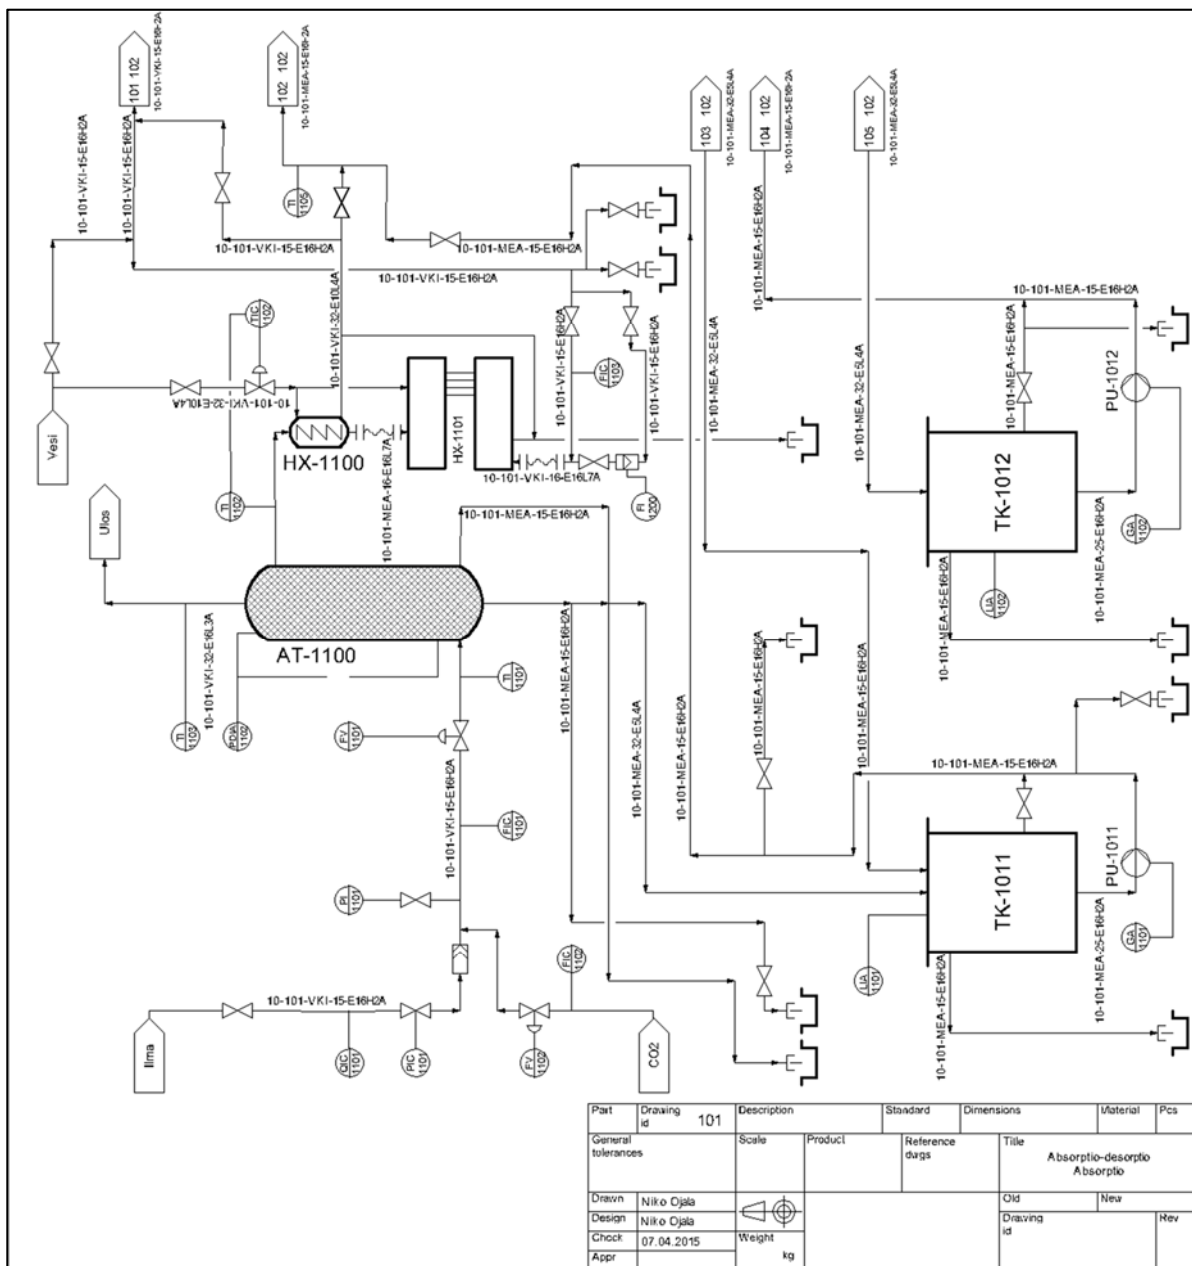 101 102
10-101-VKI-15-E16H2A
102 102
10-101-MEA-15-E16H2A
103 102
10-101-MEA-32-E5L4A
104 102
10-101-MEA-15-E16H2A
105 102
10-101-MEA-32-E5L4A
10-101-VKI-15-E16H2A
10-101-VKI-15-E16H2A
TI 1105
10-101-VKI-15-E16H2A
10-101-MEA-15-E16H2A
10-101-VKI-15-E16H2A
10-101-MEA-15-E16H2A
10-101-MEA-15-E16H2A
TIC 1102
10-101-VKI-32-E10L4A
10-101-VKI-32-E10L4A
10-101-VKI-15-E16H2A
10-101-VKI-15-E16H2A
FIC 1103
10-101-MEA-32-E5L4A
10-101-MEA-32-E5L4A
10-101-MEA-15-E16H2A
PU-1012
Vesi
HX-1100
HX-1101
10-101-MEA-16-E16L7A
10-101-VKI-16-E16L7A
TK-1012
TI 1102
FI 1200
GA 1102
10-101-MEA-15-E16H2A
Ulos
10-101-MEA-25-E16H2A
10-101-MEA-15-E16H2A
LIA 1102
AT-1100
10-101-VKI-32-E16L3A
TI 1103
PDIA 1102
FV 1101
TI 1101
10-101-MEA-15-E16H2A
10-101-MEA-32-E5L4A
10-101-MEA-15-E16H2A
10-101-MEA-15-E16H2A
10-101-MEA-15-E16H2A
10-101-MEA-15-E16H2A
10-101-VKI-15-E16H2A
FIC 1101
PI 1101
PU-1011
TK-1011
GA 1101
LIA 1101
10-101-MEA-15-E16H2A
10-101-MEA-25-E16H2A
FIC 1102
10-101-VKI-15-E16H2A
Ilma
QIC 1101
PIC 1101
FV 1102
CO2
Part Drawing id 101 Description Standard Dimensions Material Pcs
General tolerances Scale Product Reference dwgs Title
Absorptio-desorptio
Absorptio
Drawn Niko Ojala Old New
Design Niko Ojala Drawing id Rev
Check 07.04.2015 Weight
Appr kg